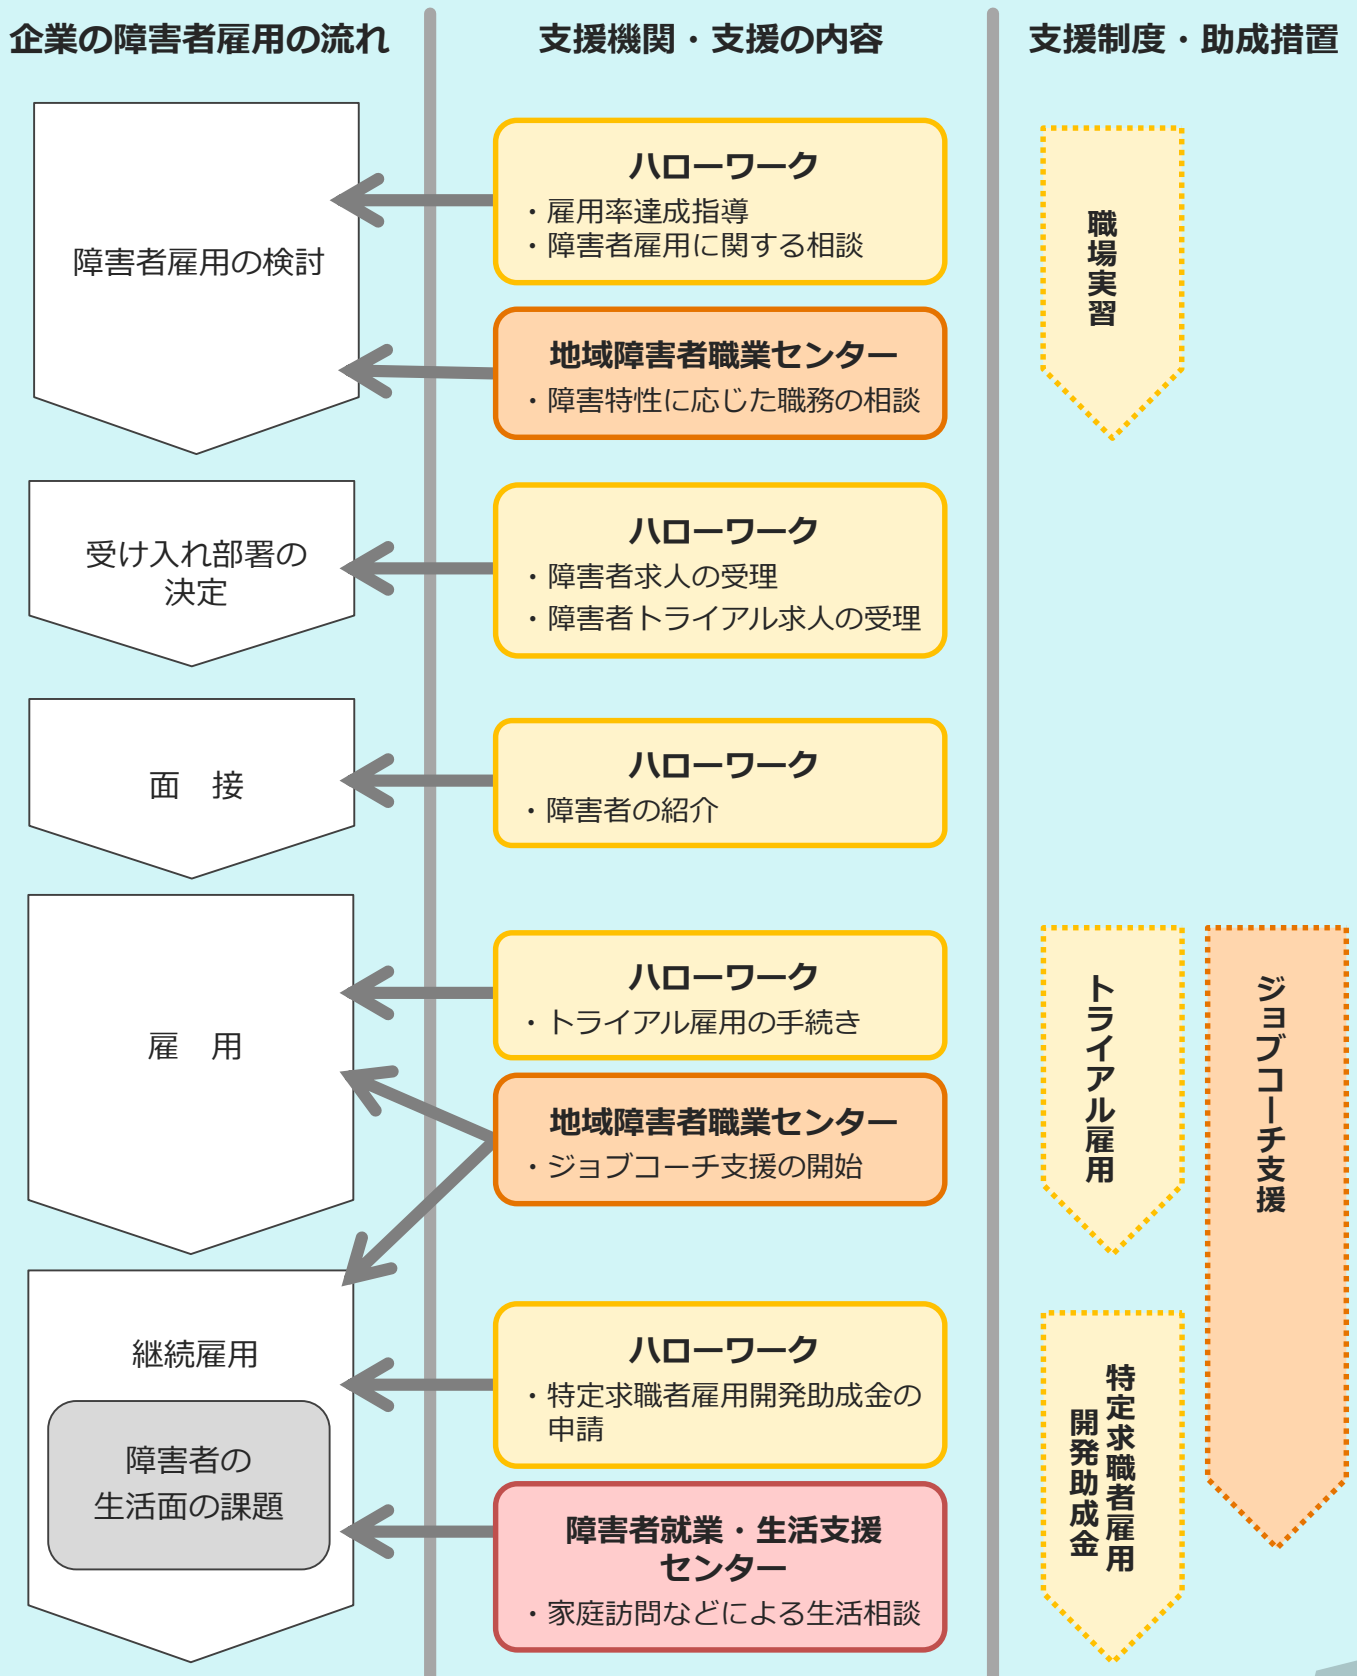 企業の障害者雇用の流れ
支援機関・支援の内容
支援制度・助成措置
障害者雇用の検討
ハローワーク
・雇用率達成指導
・障害者雇用に関する相談
地域障害者職業センター
・障害特性に応じた職務の相談
職場実習
受け入れ部署の
決定
ハローワーク
・障害者求人の受理
・障害者トライアル求人の受理
面　接
ハローワーク
・障害者の紹介
雇　用
ハローワーク
・トライアル雇用の手続き
地域障害者職業センター
・ジョブコーチ支援の開始
トライアル雇用
ジョブコーチ支援
継続雇用
障害者の
生活面の課題
ハローワーク
・特定求職者雇用開発助成金の
申請
障害者就業・生活支援
センター
・家庭訪問などによる生活相談
特定求職者雇用
開発助成金